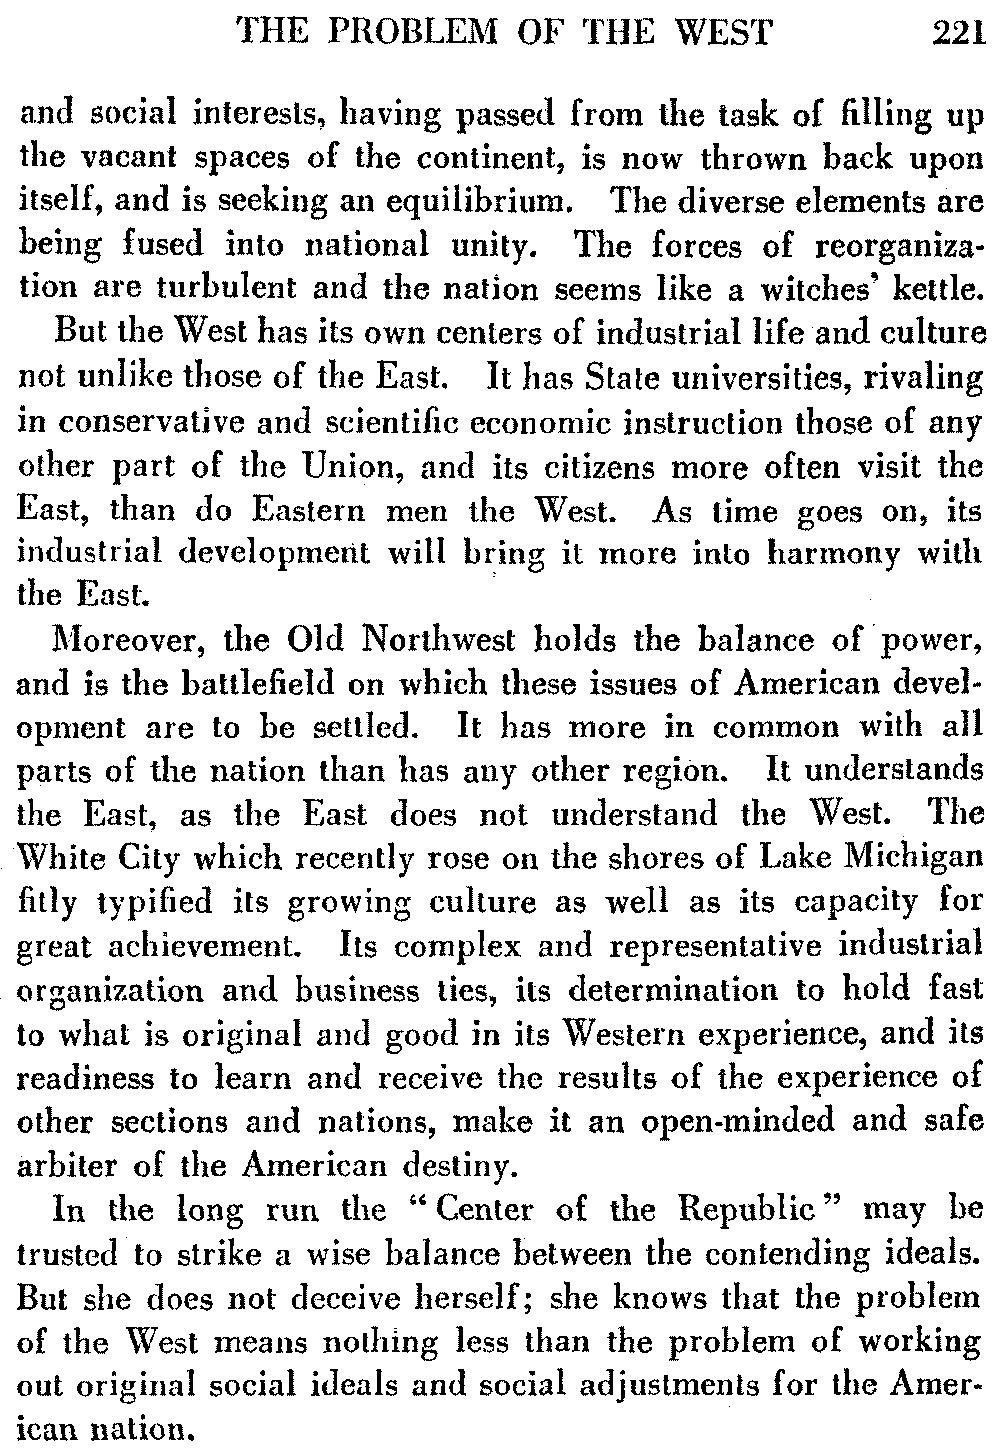 THE PROBLEM OF THE WEST 221
and social interests, having passed from the task of filling up
the vacant spaces of the continent, is now thrown back upon
itself, and is seeking an equilibrium. The diverse elements are
being fused into national unity. The forces of reorganiza-
tion are turbulent and the nation seems like a witches' kettle.
But the West has its own centers of industrial life and culture
not unlike those of the East. It has State universities, rivaling
in conservative and scientific economic instruction those of any
other part of the Union, and its citizens more often visit the
East, than do Eastern men the West. As time goes on, its
industrial development will bring it more into harmony with
the East.
Moreover, the Old Northwest holds the balance of power,
and is the battlefield on which these issues of American devel-
opment are to be settled. It has more in common with all
parts of the nation than has any other region. It understands
the East, as the East does not understand the West. The
White City which recently rose on the shores of Lake Michigan
fitly typified its growing culture as well as its capacity for
great achievement. Its complex and representative industrial
organization and business ties, its determination to hold fast
to what is original and good in its Western experience, and its
readiness to learn and receive the results of the experience of
other sections and nations, make it an open-minded and safe
arbiter of the American destiny.
In the long run the “Center of the Republic” may be
trusted to strike a wise balance between the contending ideals.
But she does not deceive herself; she knows that the problem
of the West means nothing less than the problem of working
out original social ideals and social adjustments for the Amer-
ican nation.